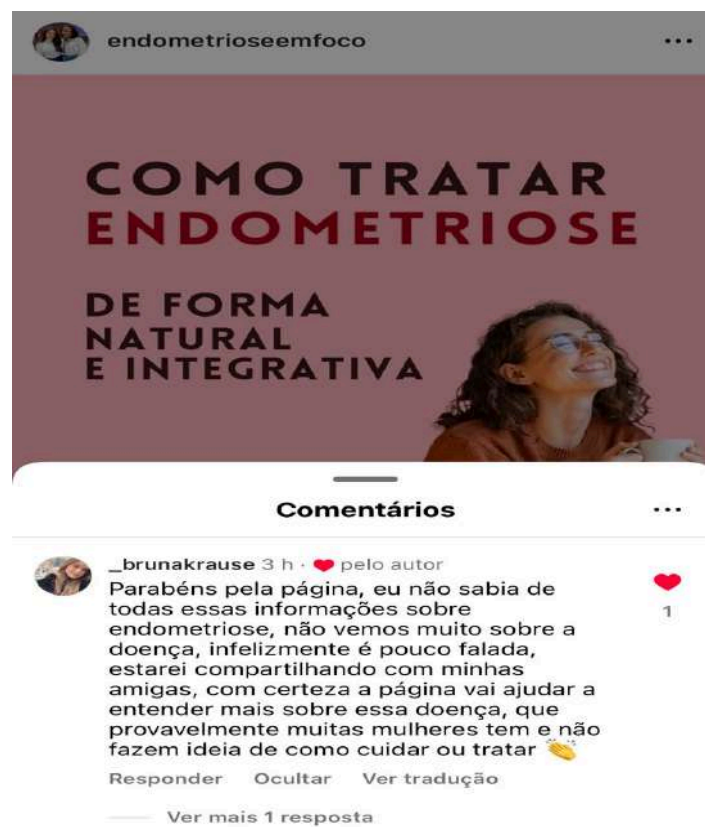 endometrioseemfoco
COMO TRATAR
ENDOMETRIOSE
DE FORMA
NATURAL
E INTEGRATIVA
Comentários
_brunakrause 3 h · ❤️ pelo autor
Parabéns pela página, eu não sabia de
todas essas informações sobre
endometriose, não vemos muito sobre a
doença, infelizmente é pouco falada,
estarei compartilhando com minhas
amigas, com certeza a página vai ajudar a
entender mais sobre essa doença, que
provavelmente muitas mulheres tem e não
fazem ideia de como cuidar ou tratar 👏
1
Responder Ocultar Ver tradução
Ver mais 1 resposta